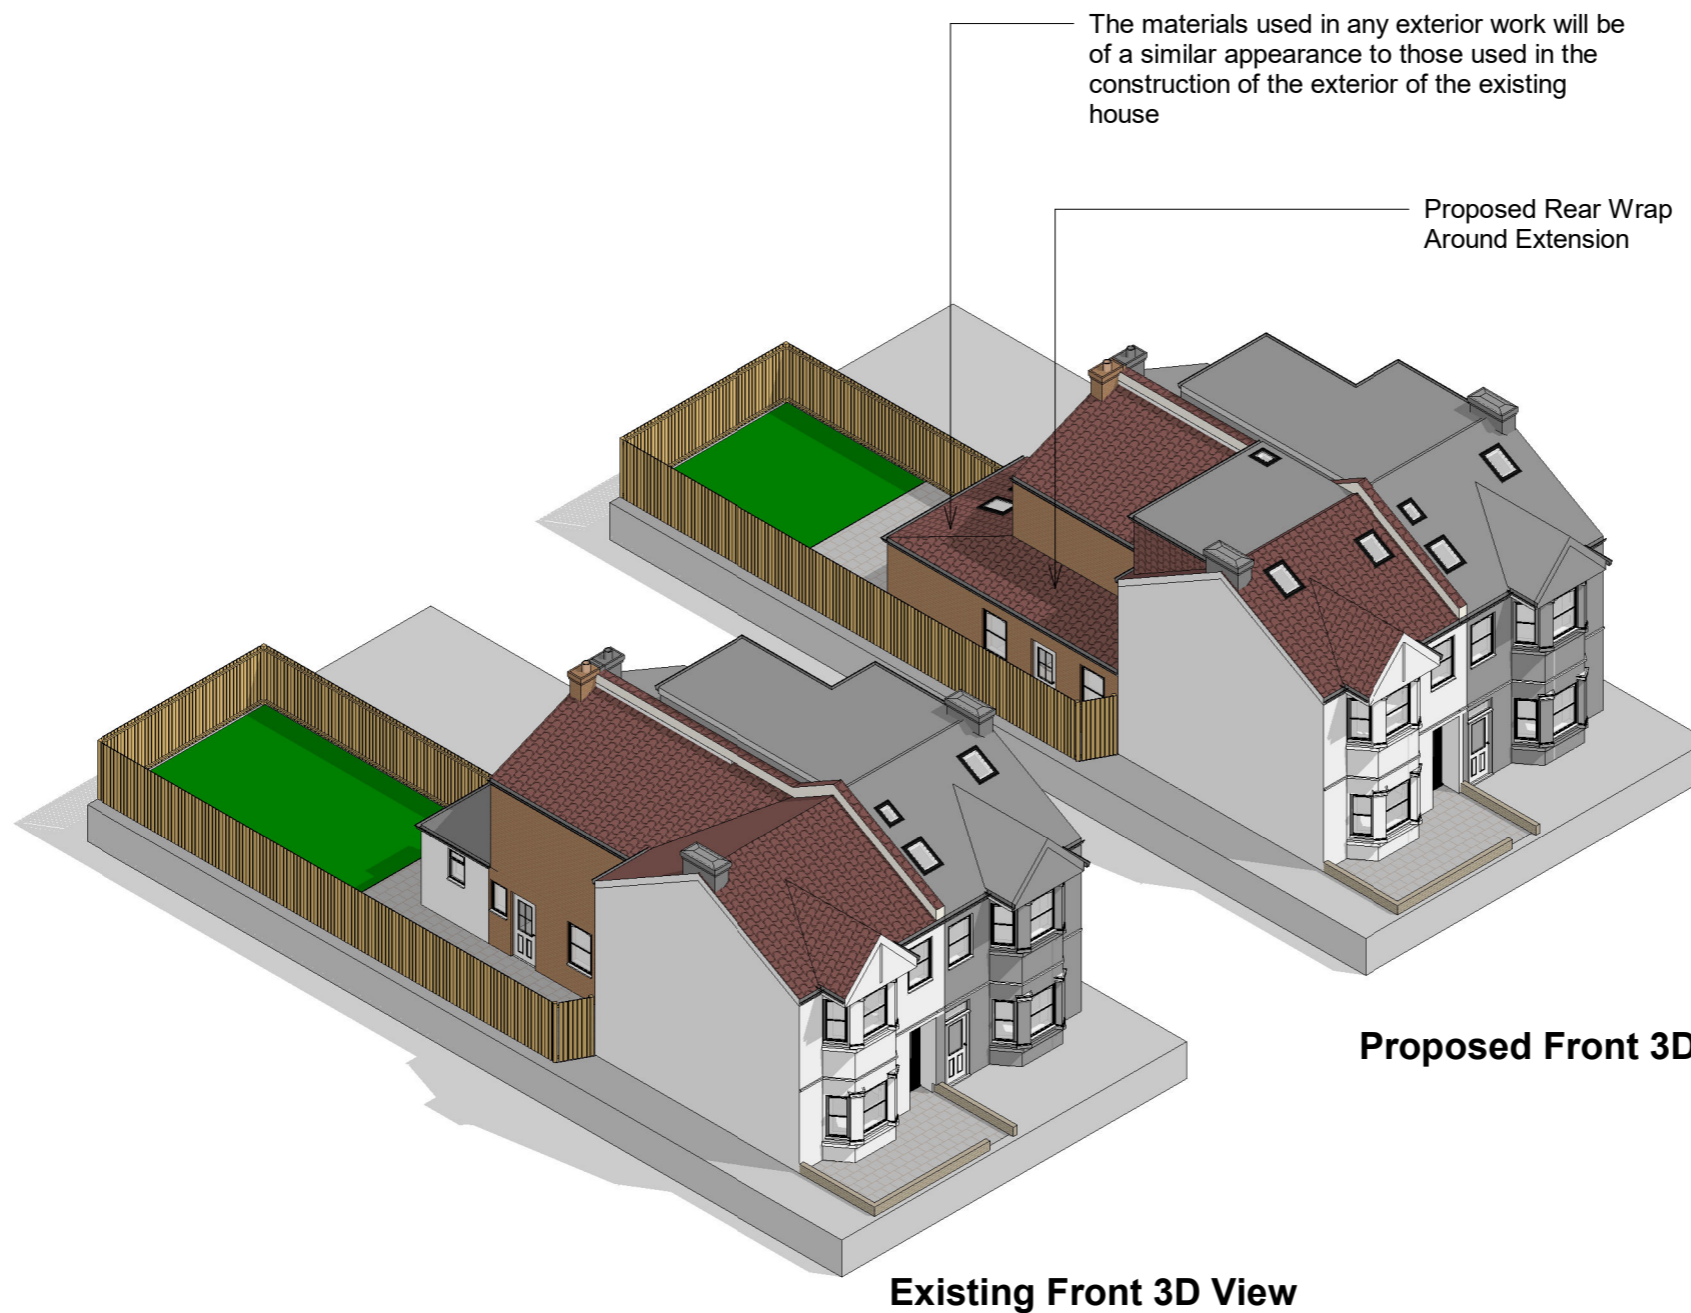 The materials used in any exterior work will be
of a similar appearance to those used in the
construction of the exterior of the existing
house
Proposed Rear Wrap
Around Extension
Proposed Front 3D
Existing Front 3D View